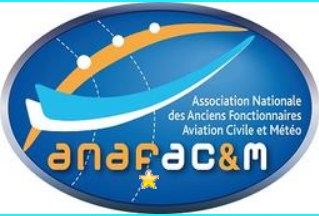 Association Nationale
des Anciens Fonctionnaires
Aviation Civile et Météo
anafac&m